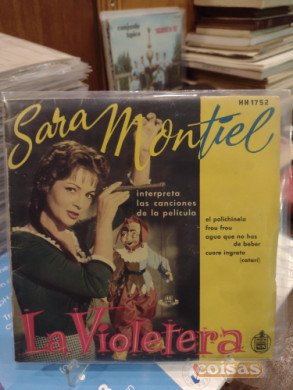 HH 1752
Sara Montiel
interpreta
las canciones
de la película
el polichinela
frou frou
agua que no has
de beber
cuore ingrato
(catari)
La Violetera
coisas